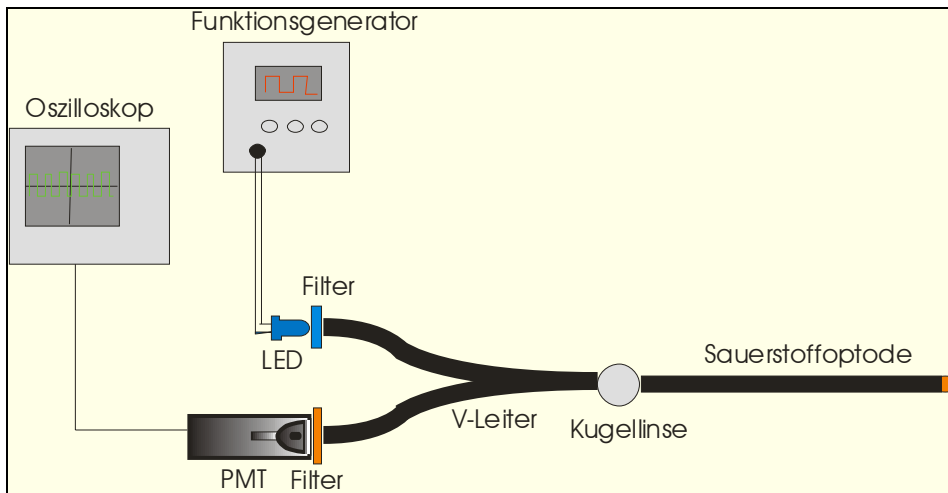 Funktionsgenerator
Oszilloskop
Filter
LED
Sauerstoffoptode
V-Leiter
Kugellinse
PMT
Filter